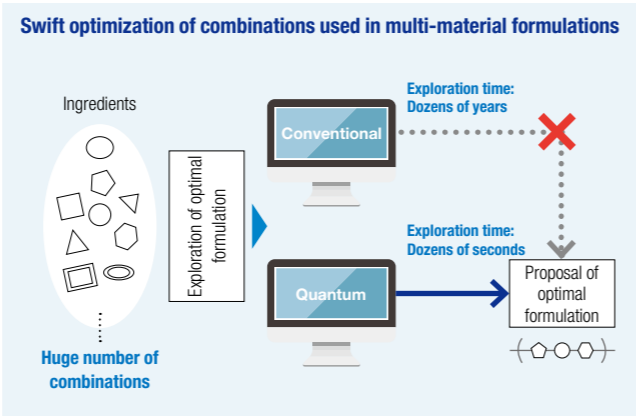 Swift optimization of combinations used in multi-material formulations
Ingredients
Exploration of optimal
formulation
Conventional
Exploration time:
Dozens of years
Exploration time:
Dozens of seconds
Quantum
Proposal of
optimal
formulation
Huge number of
combinations